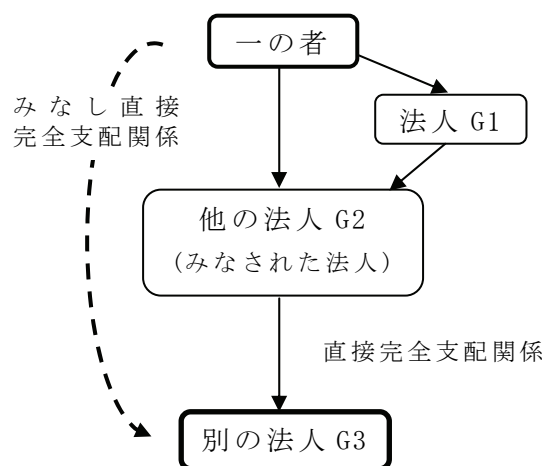 一の者
みなし直接
完全支配関係
法人 G1
他の法人 G2
(みなされた法人)
直接完全支配関係
別の法人 G3